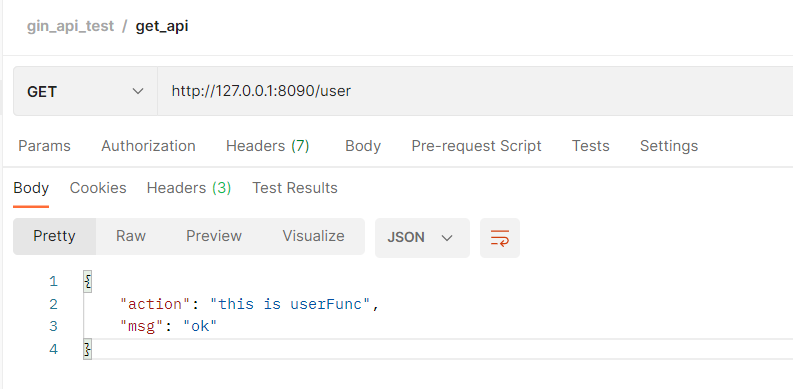 gin_api_test / get_api
GET http://127.0.0.1:8090/user
Params Authorization Headers (7) Body Pre-request Script Tests Settings
Body Cookies Headers (3) Test Results
Pretty Raw Preview Visualize JSON
1 {
2 "action": "this is userFunc",
3 "msg": "ok"
4 }